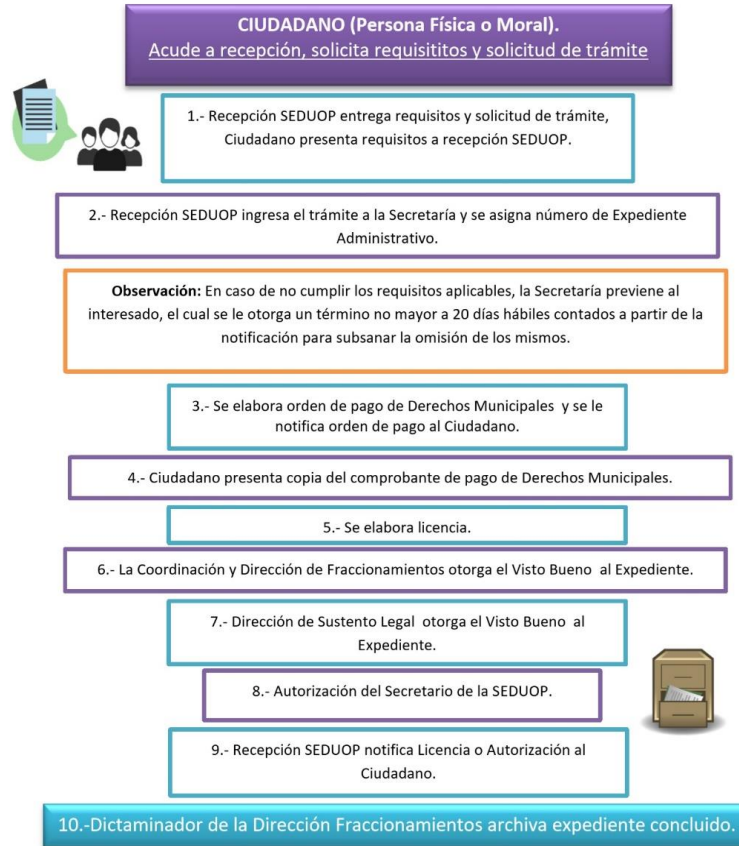 CIUDADANO (Persona Física o Moral).
Acude a recepción, solicita requisititos y solicitud de trámite
1.- Recepción SEDUOP entrega requisitos y solicitud de trámite,
Ciudadano presenta requisitos a recepción SEDUOP.
2.- Recepción SEDUOP ingresa el trámite a la Secretaría y se asigna número de Expediente
Administrativo.
Observación: En caso de no cumplir los requisitos aplicables, la Secretaría previene al
interesado, el cual se le otorga un término no mayor a 20 días hábiles contados a partir de la
notificación para subsanar la omisión de los mismos.
3.- Se elabora orden de pago de Derechos Municipales y se le
notifica orden de pago al Ciudadano.
4.- Ciudadano presenta copia del comprobante de pago de Derechos Municipales.
5.- Se elabora licencia.
6.- La Coordinación y Dirección de Fraccionamientos otorga el Visto Bueno al Expediente.
7.- Dirección de Sustento Legal otorga el Visto Bueno al
Expediente.
8.- Autorización del Secretario de la SEDUOP.
9.- Recepción SEDUOP notifica Licencia o Autorización al
Ciudadano.
10.-Dictaminador de la Dirección Fraccionamientos archiva expediente concluido.